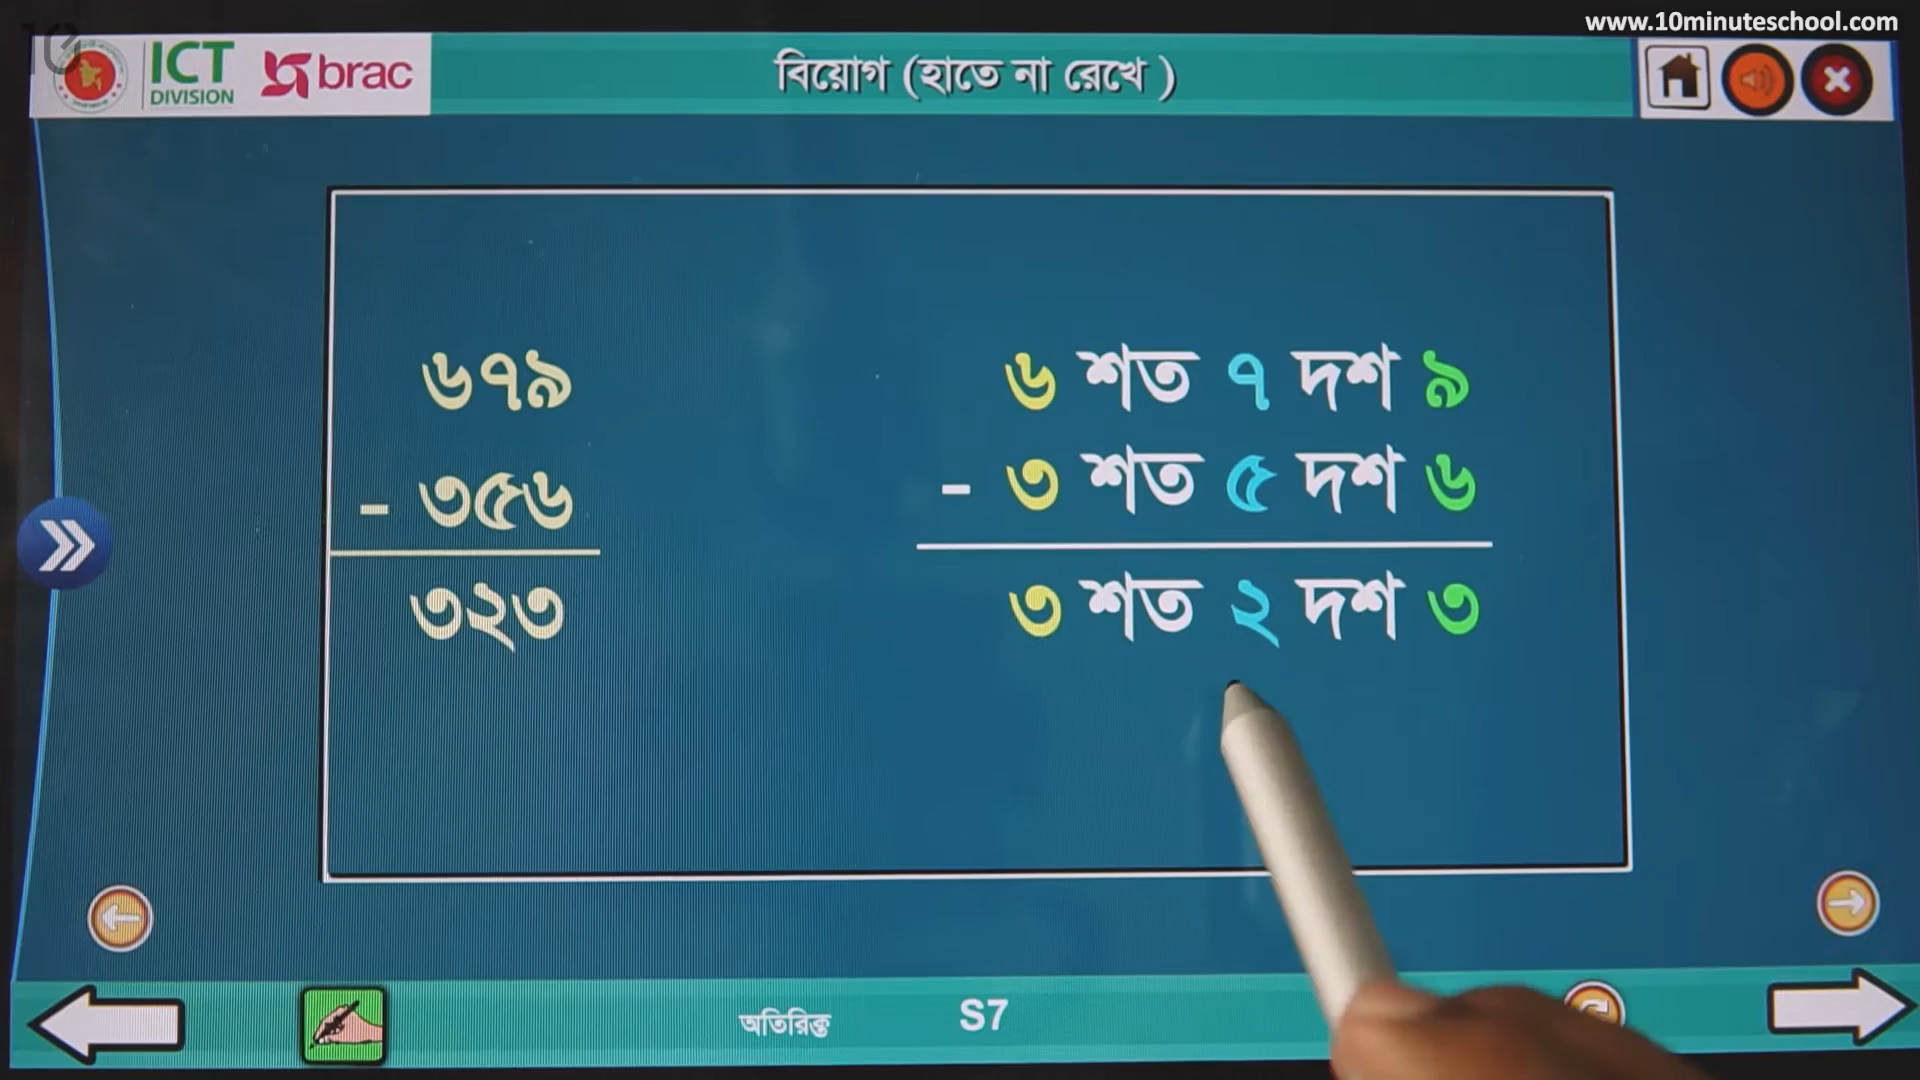 www.10minuteschool.com
10
ICT
DIVISION
brac
বিয়োগ (হাতে না রেখে )
৬৭৯
- ৩৫৬
৩২৩
৬ শত ৭ দশ ৯
- ৩ শত ৫ দশ ৬
৩ শত ২ দশ ৩
অতিরিক্ত
S7